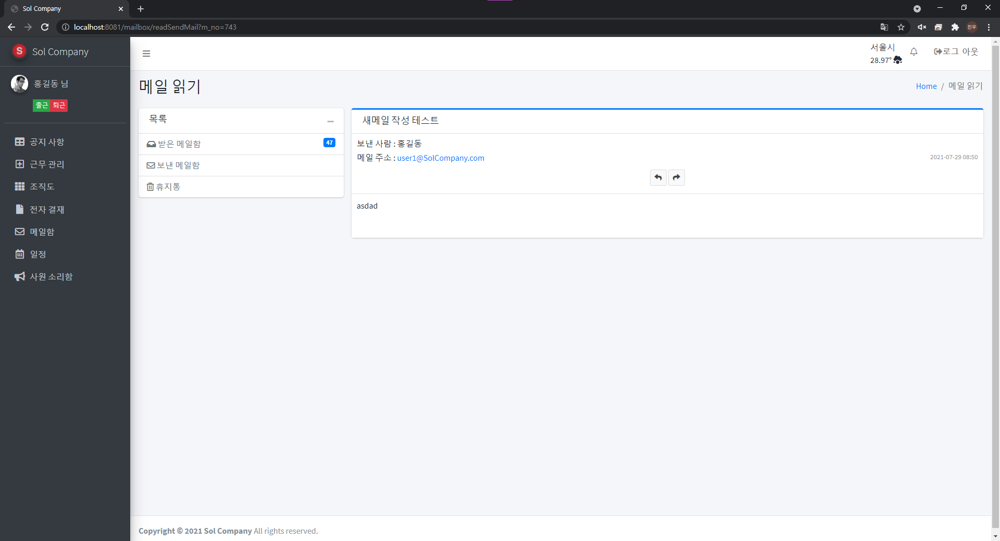 Sol Company
localhost:8081/mailbox/readSendMail?m_no=743
진우
S Sol Company
서울시
28.97°
로그 아웃
홍길동 님
출근 퇴근
공지 사항
근무 관리
조직도
전자 결재
메일함
일정
사원 소리함
메일 읽기
Home / 메일 읽기
목록
받은 메일함 47
보낸 메일함
휴지통
새메일 작성 테스트
보낸 사람 : 홍길동
메일 주소 : user1@SolCompany.com 2021-07-29 08:50
asdad
Copyright © 2021 Sol Company All rights reserved.